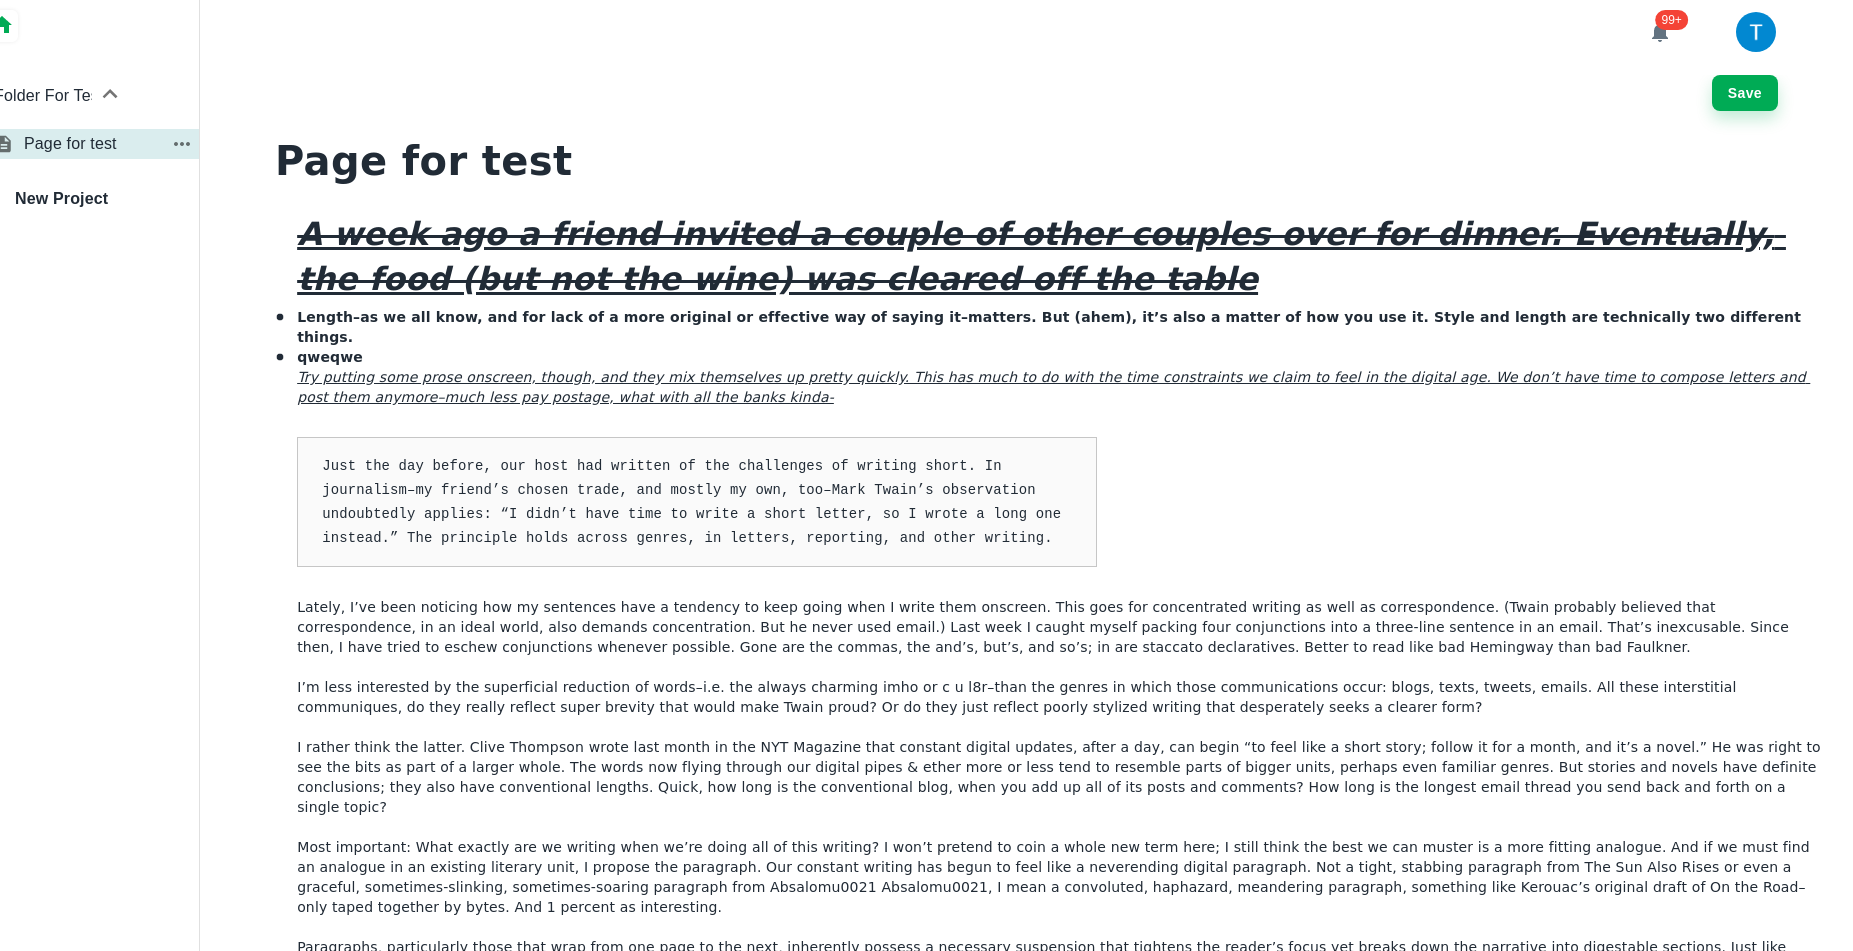 99+
T
Folder For Te
Save
Page for test
Page for test
New Project
A week ago a friend invited a couple of other couples over for dinner. Eventually,
the food (but not the wine) was cleared off the table
Length–as we all know, and for lack of a more original or effective way of saying it–matters. But (ahem), it’s also a matter of how you use it. Style and length are technically two different
things.
qweqwe
Try putting some prose onscreen, though, and they mix themselves up pretty quickly. This has much to do with the time constraints we claim to feel in the digital age. We don’t have time to compose letters and
post them anymore–much less pay postage, what with all the banks kinda-
Just the day before, our host had written of the challenges of writing short. In
journalism–my friend’s chosen trade, and mostly my own, too–Mark Twain’s observation
undoubtedly applies: “I didn’t have time to write a short letter, so I wrote a long one
instead.” The principle holds across genres, in letters, reporting, and other writing.
Lately, I’ve been noticing how my sentences have a tendency to keep going when I write them onscreen. This goes for concentrated writing as well as correspondence. (Twain probably believed that
correspondence, in an ideal world, also demands concentration. But he never used email.) Last week I caught myself packing four conjunctions into a three-line sentence in an email. That’s inexcusable. Since
then, I have tried to eschew conjunctions whenever possible. Gone are the commas, the and’s, but’s, and so’s; in are staccato declaratives. Better to read like bad Hemingway than bad Faulkner.
I’m less interested by the superficial reduction of words–i.e. the always charming imho or c u l8r–than the genres in which those communications occur: blogs, texts, tweets, emails. All these interstitial
communiques, do they really reflect super brevity that would make Twain proud? Or do they just reflect poorly stylized writing that desperately seeks a clearer form?
I rather think the latter. Clive Thompson wrote last month in the NYT Magazine that constant digital updates, after a day, can begin “to feel like a short story; follow it for a month, and it’s a novel.” He was right to
see the bits as part of a larger whole. The words now flying through our digital pipes & ether more or less tend to resemble parts of bigger units, perhaps even familiar genres. But stories and novels have definite
conclusions; they also have conventional lengths. Quick, how long is the conventional blog, when you add up all of its posts and comments? How long is the longest email thread you send back and forth on a
single topic?
Most important: What exactly are we writing when we’re doing all of this writing? I won’t pretend to coin a whole new term here; I still think the best we can muster is a more fitting analogue. And if we must find
an analogue in an existing literary unit, I propose the paragraph. Our constant writing has begun to feel like a neverending digital paragraph. Not a tight, stabbing paragraph from The Sun Also Rises or even a
graceful, sometimes-slinking, sometimes-soaring paragraph from Absalomu0021 Absalomu0021, I mean a convoluted, haphazard, meandering paragraph, something like Kerouac’s original draft of On the Road–
only taped together by bytes. And 1 percent as interesting.
Paragraphs, particularly those that wrap from one page to the next, inherently possess a necessary suspension that tightens the reader’s focus yet breaks down the narrative into digestable sections. Just like